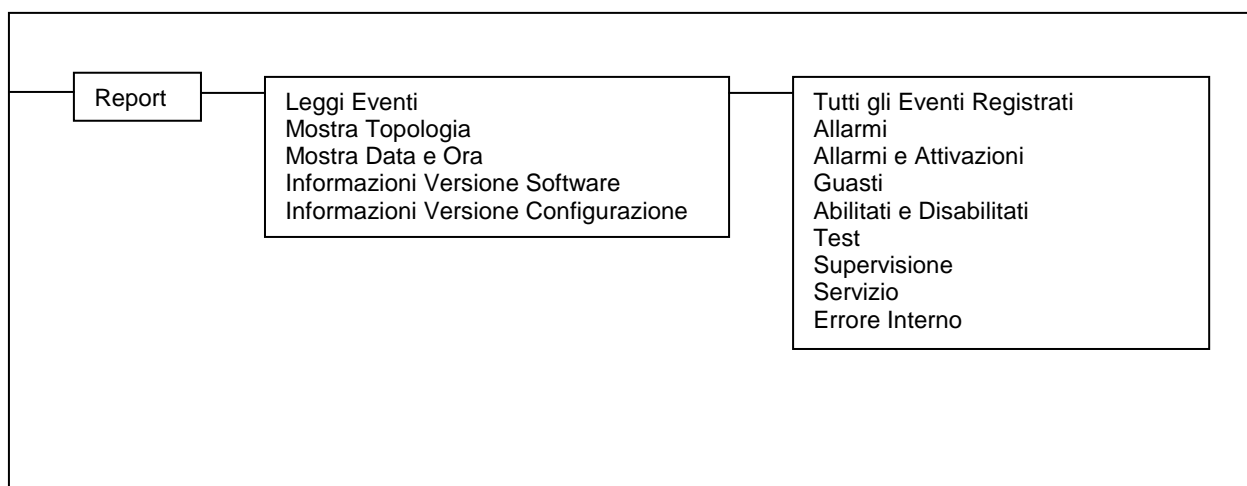 Report
Leggi Eventi
Mostra Topologia
Mostra Data e Ora
Informazioni Versione Software
Informazioni Versione Configurazione
Tutti gli Eventi Registrati
Allarmi
Allarmi e Attivazioni
Guasti
Abilitati e Disabilitati
Test
Supervisione
Servizio
Errore Interno